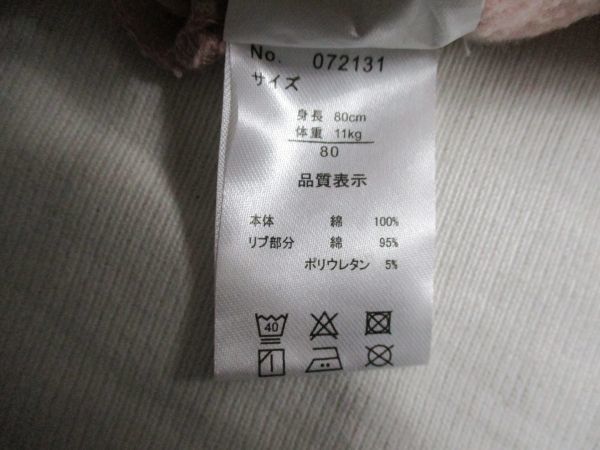 No. 072131
サイズ
身長 80cm
体重 11kg
80
品質表示
本体 綿 100%
リブ部分 綿 95%
ポリウレタン 5%
40